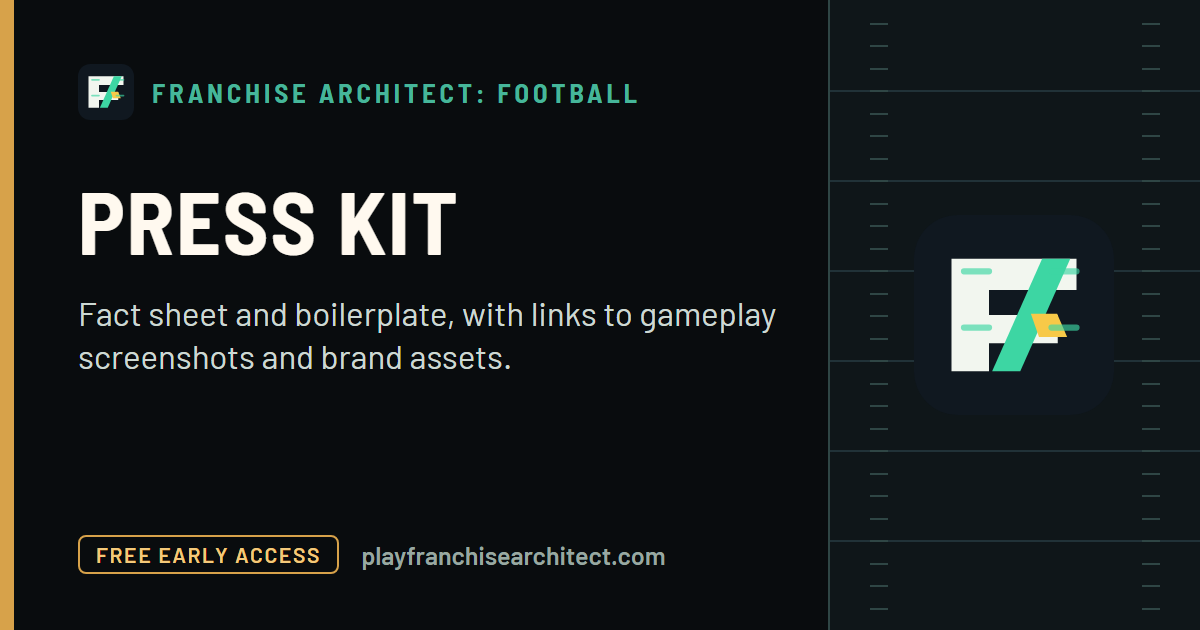 FRANCHISE ARCHITECT: FOOTBALL
PRESS KIT
Fact sheet and boilerplate, with links to gameplay
screenshots and brand assets.
FREE EARLY ACCESS
playfranchisearchitect.com